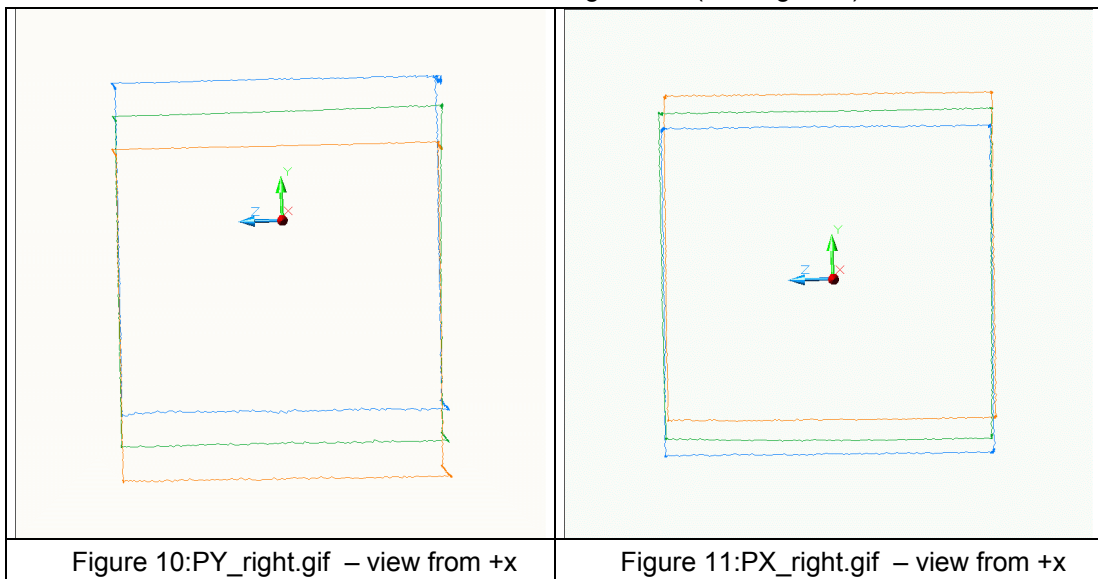 Y
Z
X
Y
Z
X
Figure 10:PY_right.gif – view from +x
Figure 11:PX_right.gif – view from +x